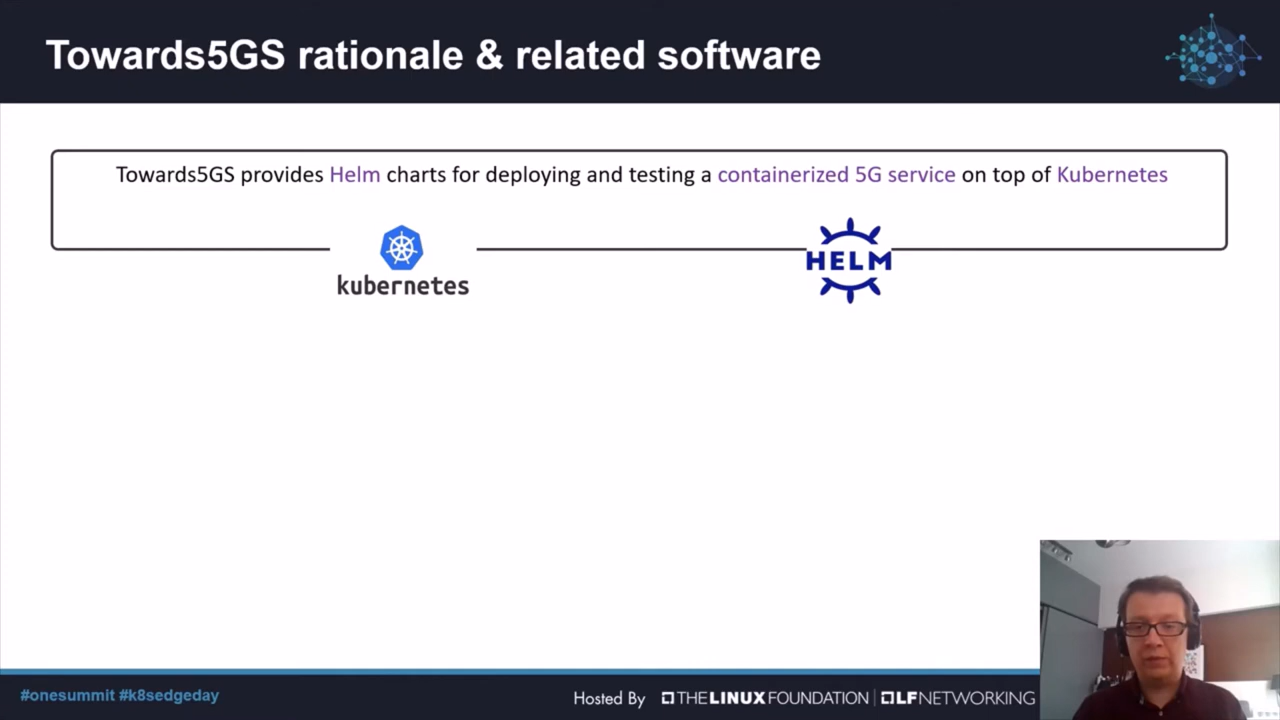 Towards5GS rationale & related software
Towards5GS provides Helm charts for deploying and testing a containerized 5G service on top of Kubernetes
kubernetes
HELM
#onesummit #k8sedgeday
Hosted By THE LINUX FOUNDATION LF NETWORKING